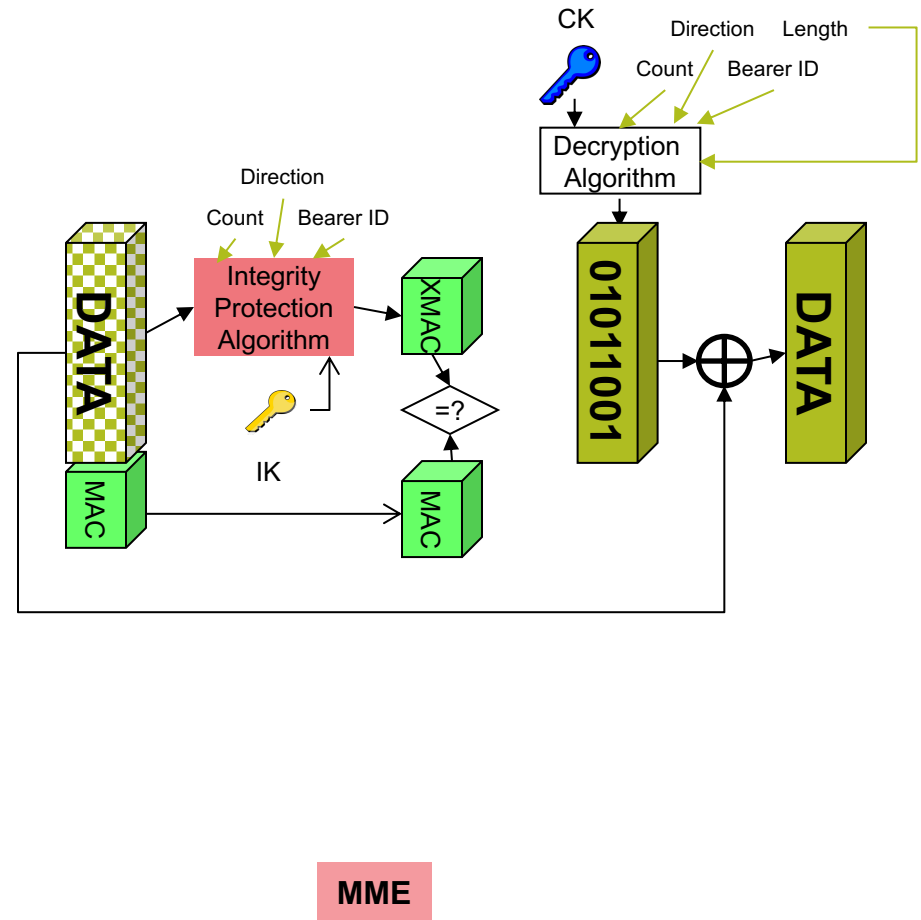 CK
Direction Length
Count Bearer ID
Decryption
Algorithm
Direction
Count Bearer ID
Integrity
Protection
Algorithm
DATA
XMAC
01011001
DATA
=?
IK
MAC
MAC
MME